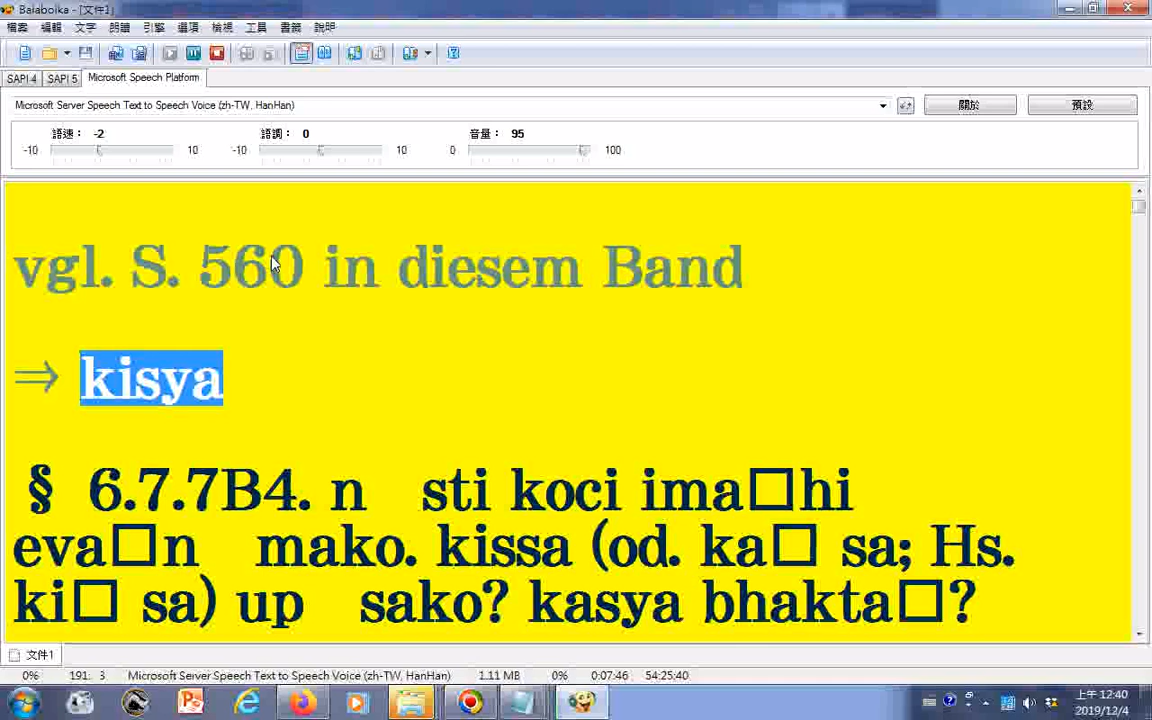 Balabolka - [文件1]
檔案 編輯 文字 朗讀 引擎 選項 檢視 工具 書籤 說明
SAPI 4 SAPI 5 Microsoft Speech Platform
Microsoft Server Speech Text to Speech Voice (zh-TW, HanHan) 關於 預設
語速： -2 語調： 0 音量： 95
-10 10 -10 10 0 100
vgl. S. 560 in diesem Band
⇒ kisya
§ 6.7.7B4. n sti koci ima□hi
eva□n mako. kissa (od. ka□ sa; Hs.
ki□ sa) up sako? kasya bhakta□?
文件1
0% 191: 3 Microsoft Server Speech Text to Speech Voice (zh-TW, HanHan) 1.11 MB 0% 0:07:46 54:25:40
上午 12:40
2019/12/4